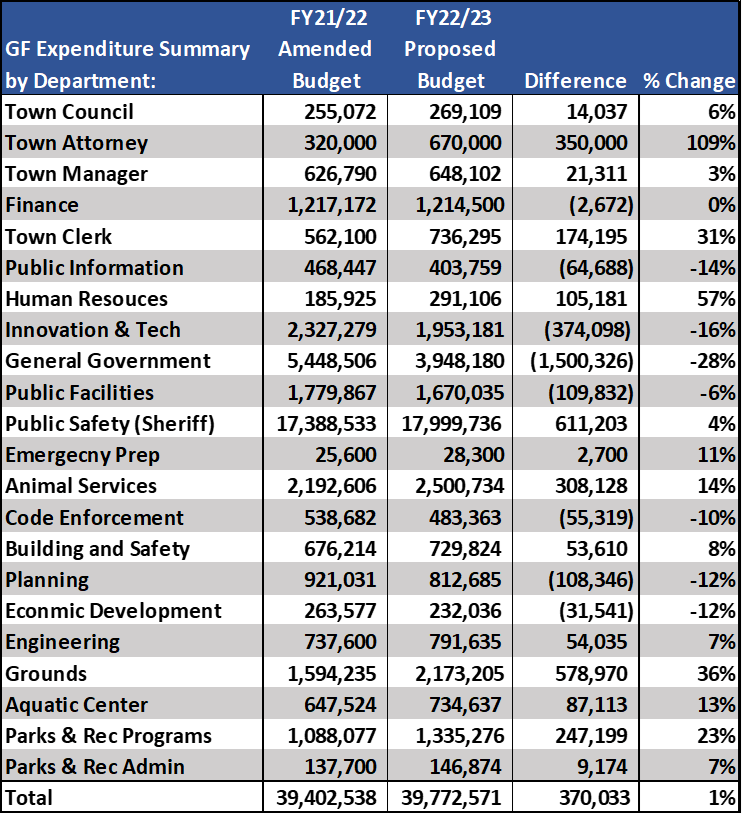 FY21/22 FY22/23
GF Expenditure Summary Amended Proposed
by Department: Budget Budget Difference % Change
Town Council 255,072 269,109 14,037 6%
Town Attorney 320,000 670,000 350,000 109%
Town Manager 626,790 648,102 21,311 3%
Finance 1,217,172 1,214,500 (2,672) 0%
Town Clerk 562,100 736,295 174,195 31%
Public Information 468,447 403,759 (64,688) -14%
Human Resouces 185,925 291,106 105,181 57%
Innovation & Tech 2,327,279 1,953,181 (374,098) -16%
General Government 5,448,506 3,948,180 (1,500,326) -28%
Public Facilities 1,779,867 1,670,035 (109,832) -6%
Public Safety (Sheriff) 17,388,533 17,999,736 611,203 4%
Emergecny Prep 25,600 28,300 2,700 11%
Animal Services 2,192,606 2,500,734 308,128 14%
Code Enforcement 538,682 483,363 (55,319) -10%
Building and Safety 676,214 729,824 53,610 8%
Planning 921,031 812,685 (108,346) -12%
Econmic Development 263,577 232,036 (31,541) -12%
Engineering 737,600 791,635 54,035 7%
Grounds 1,594,235 2,173,205 578,970 36%
Aquatic Center 647,524 734,637 87,113 13%
Parks & Rec Programs 1,088,077 1,335,276 247,199 23%
Parks & Rec Admin 137,700 146,874 9,174 7%
Total 39,402,538 39,772,571 370,033 1%